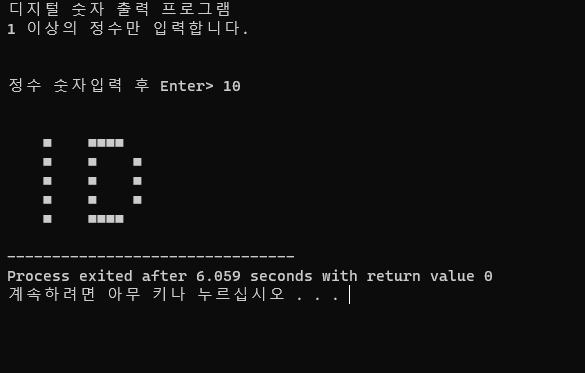 디지털 숫자 출력 프로그램
1 이상의 정수만 입력합니다.
정수 숫자입력 후 Enter> 10
■    ■■■■
■    ■    ■
■    ■    ■
■    ■    ■
■    ■■■■
--------------------------------
Process exited after 6.059 seconds with return value 0
계속하려면 아무 키나 누르십시오 . . .